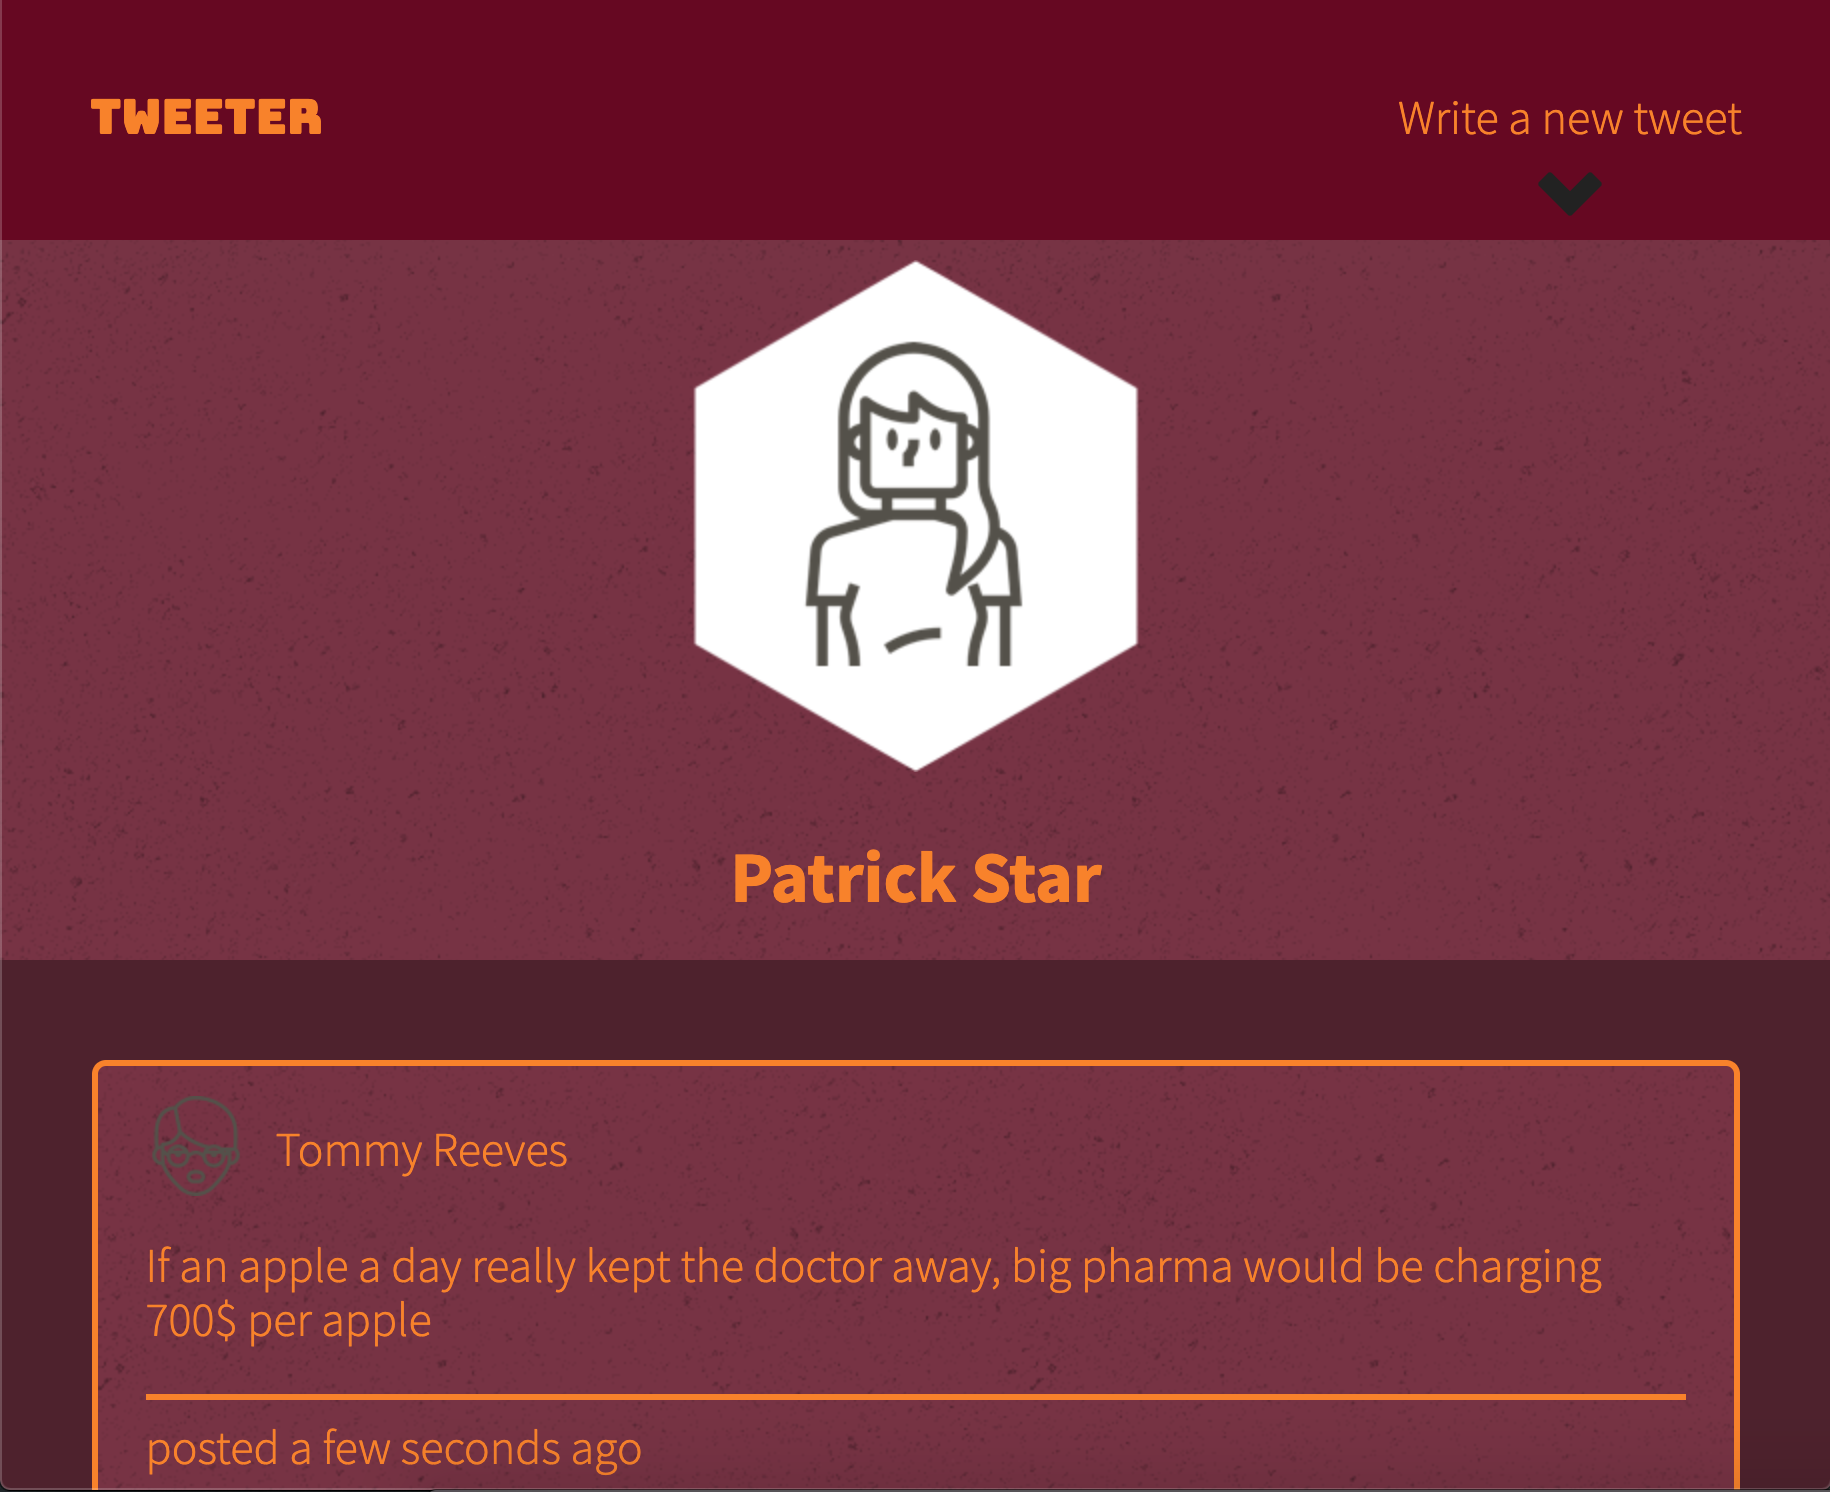 TWEETER
Write a new tweet
Patrick Star
Tommy Reeves
If an apple a day really kept the doctor away, big pharma would be charging
700$ per apple
posted a few seconds ago